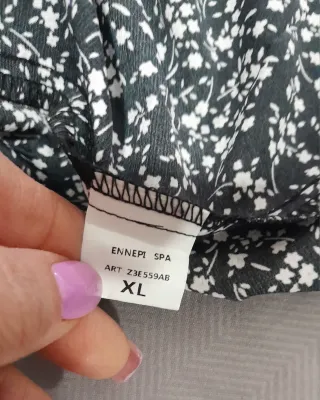 ENNEPI SPA
ART Z3E559AB
XL